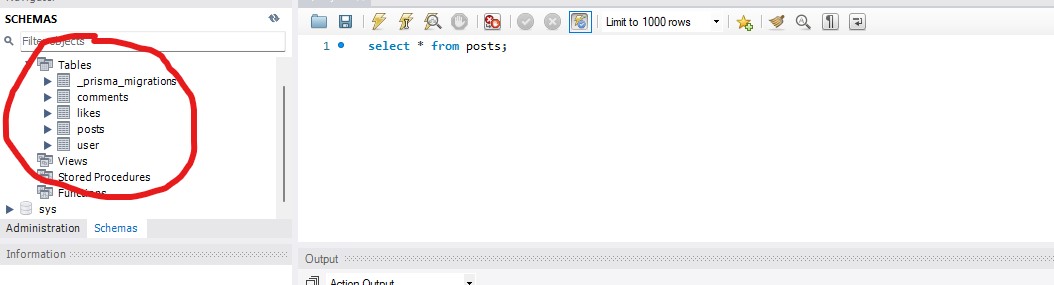 SCHEMAS
Filter objects
Tables
_prisma_migrations
comments
likes
posts
user
Views
Stored Procedures
Functions
sys
Administration Schemas
Information
Limit to 1000 rows
1 select * from posts;
Output
Action Output